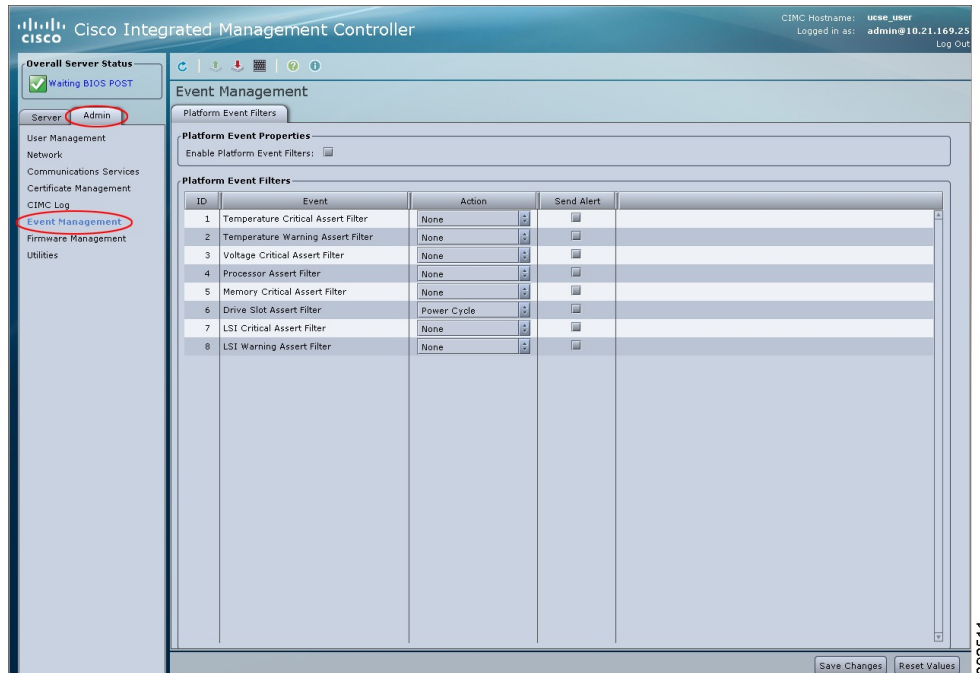 CISCO Cisco Integrated Management Controller
CIMC Hostname: ucse_user
Logged in as: admin@10.21.169.25
Log Out
Overall Server Status
Waiting BIOS POST
Server Admin
User Management
Network
Communications Services
Certificate Management
CIMC Log
Event Management
Firmware Management
Utilities
Event Management
Platform Event Filters
Platform Event Properties
Enable Platform Event Filters:
Platform Event Filters
ID Event Action Send Alert
1 Temperature Critical Assert Filter None
2 Temperature Warning Assert Filter None
3 Voltage Critical Assert Filter None
4 Processor Assert Filter None
5 Memory Critical Assert Filter None
6 Drive Slot Assert Filter Power Cycle
7 LSI Critical Assert Filter None
8 LSI Warning Assert Filter None
Save Changes Reset Values